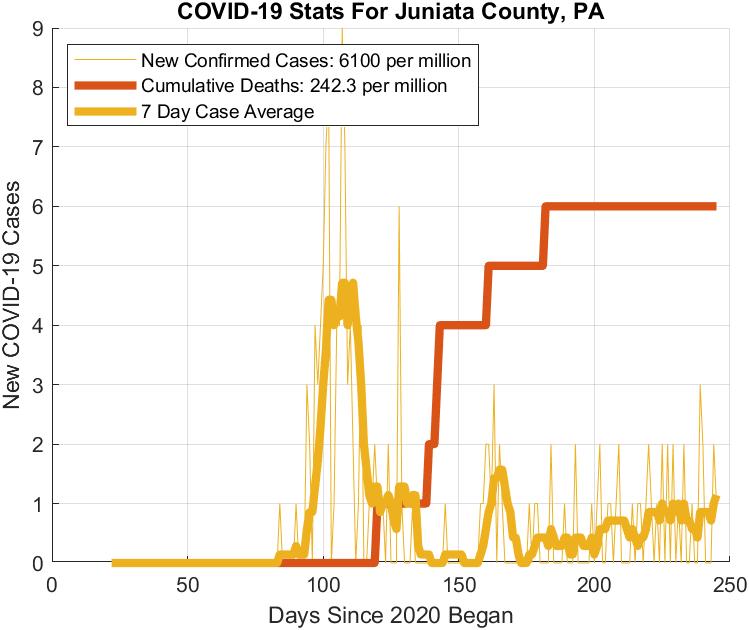 COVID-19 Stats For Juniata County, PA
New Confirmed Cases: 6100 per million
Cumulative Deaths: 242.3 per million
7 Day Case Average
New COVID-19 Cases
9
8
7
6
5
4
3
2
1
0
0 50 100 150 200 250
Days Since 2020 Began